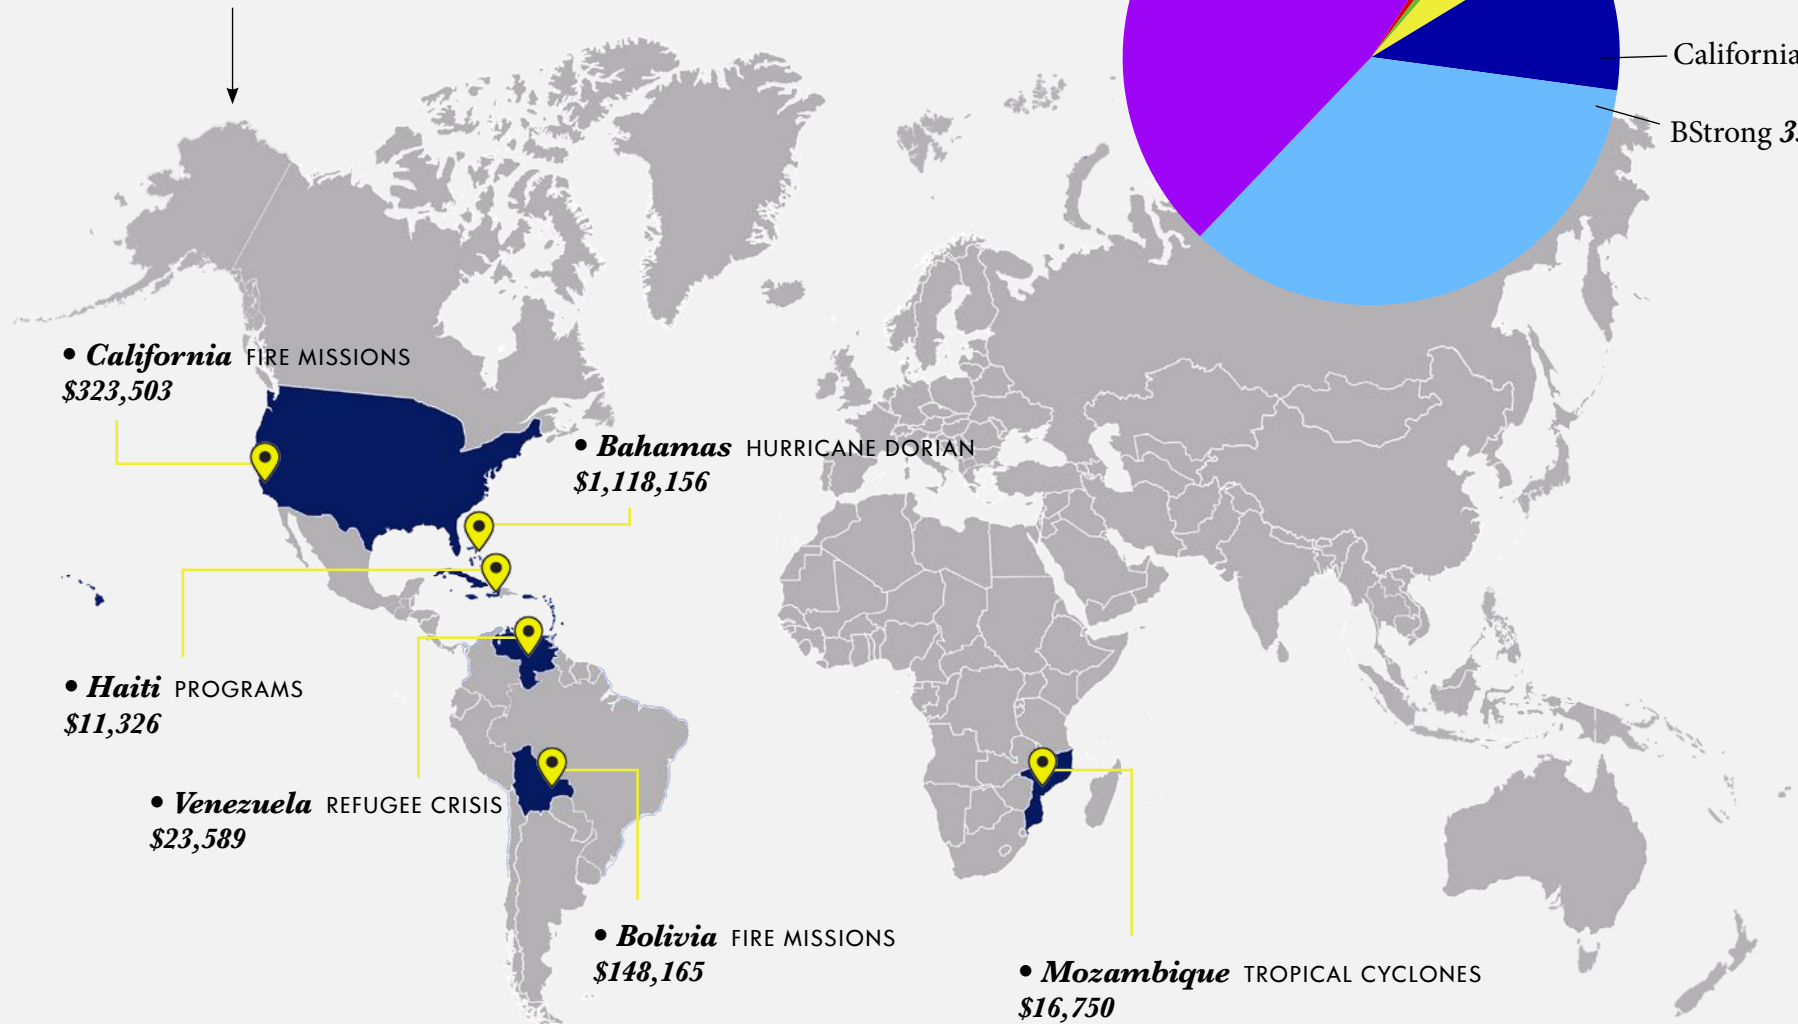 California
BStrong
• California FIRE MISSIONS
$323,503
• Bahamas HURRICANE DORIAN
$1,118,156
• Haiti PROGRAMS
$11,326
• Venezuela REFUGEE CRISIS
$23,589
• Bolivia FIRE MISSIONS
$148,165
• Mozambique TROPICAL CYCLONES
$16,750